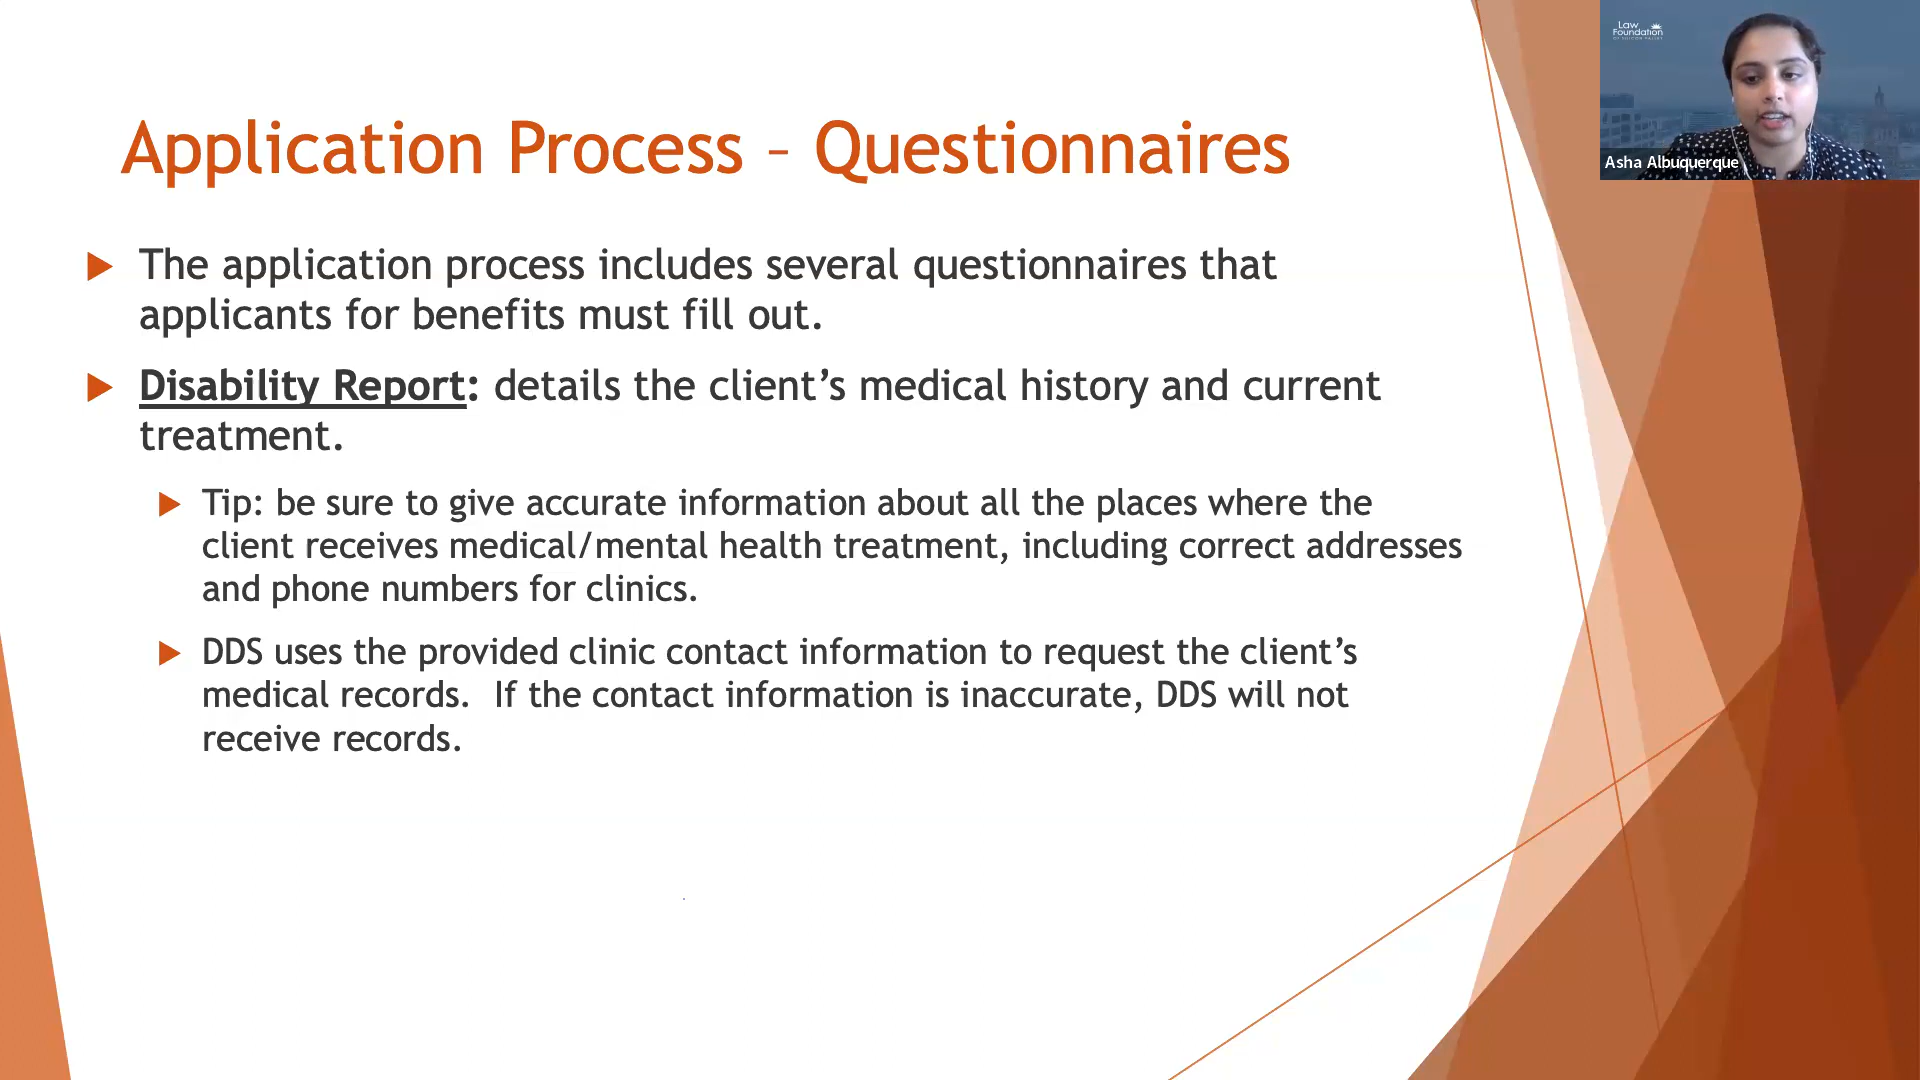 Application Process – Questionnaires
The application process includes several questionnaires that
applicants for benefits must fill out.
Disability Report: details the client’s medical history and current
treatment.
Tip: be sure to give accurate information about all the places where the
client receives medical/mental health treatment, including correct addresses
and phone numbers for clinics.
DDS uses the provided clinic contact information to request the client’s
medical records.  If the contact information is inaccurate, DDS will not
receive records.
Law
Foundation
OF SILICON VALLEY
Asha Albuquerque